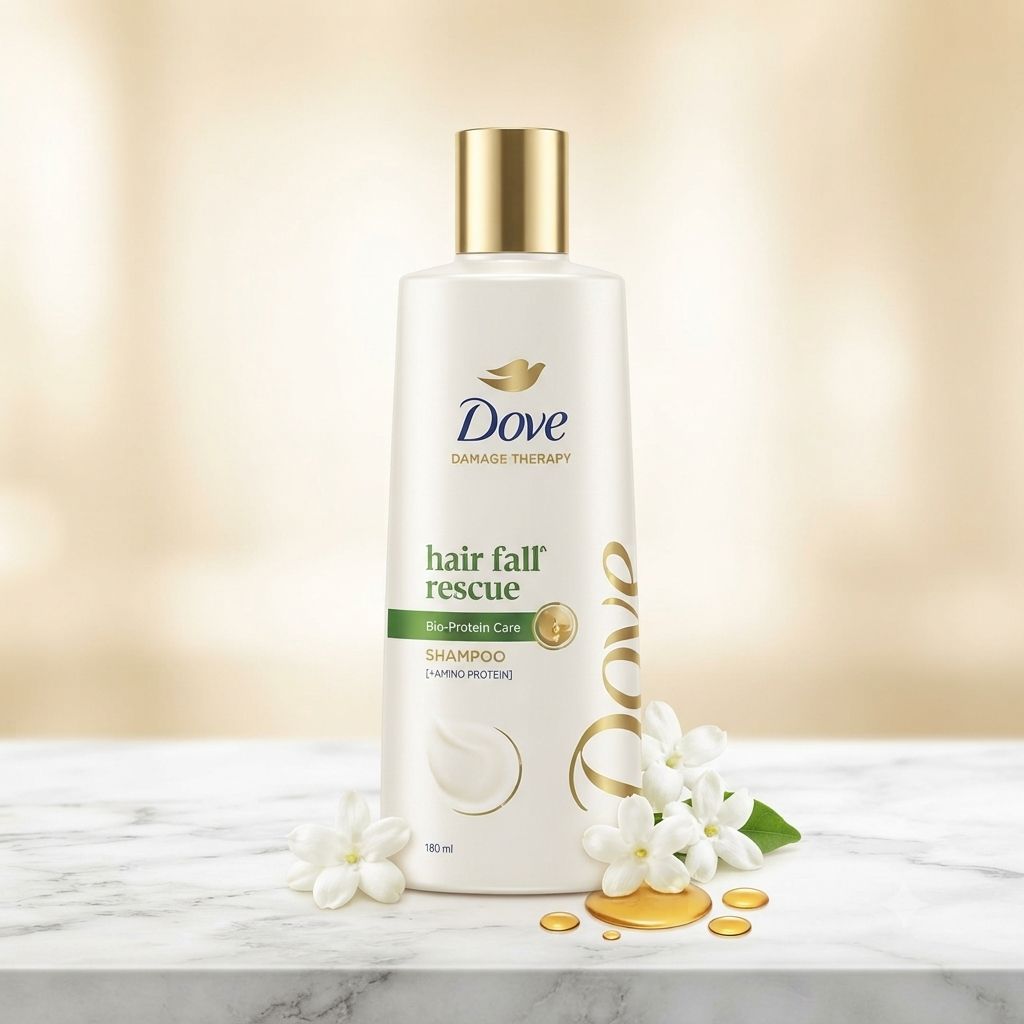 Dove
DAMAGE THERAPY
hair fall^
rescue
Bio-Protein Care
SHAMPOO
[+AMINO PROTEIN]
Dove
180 ml